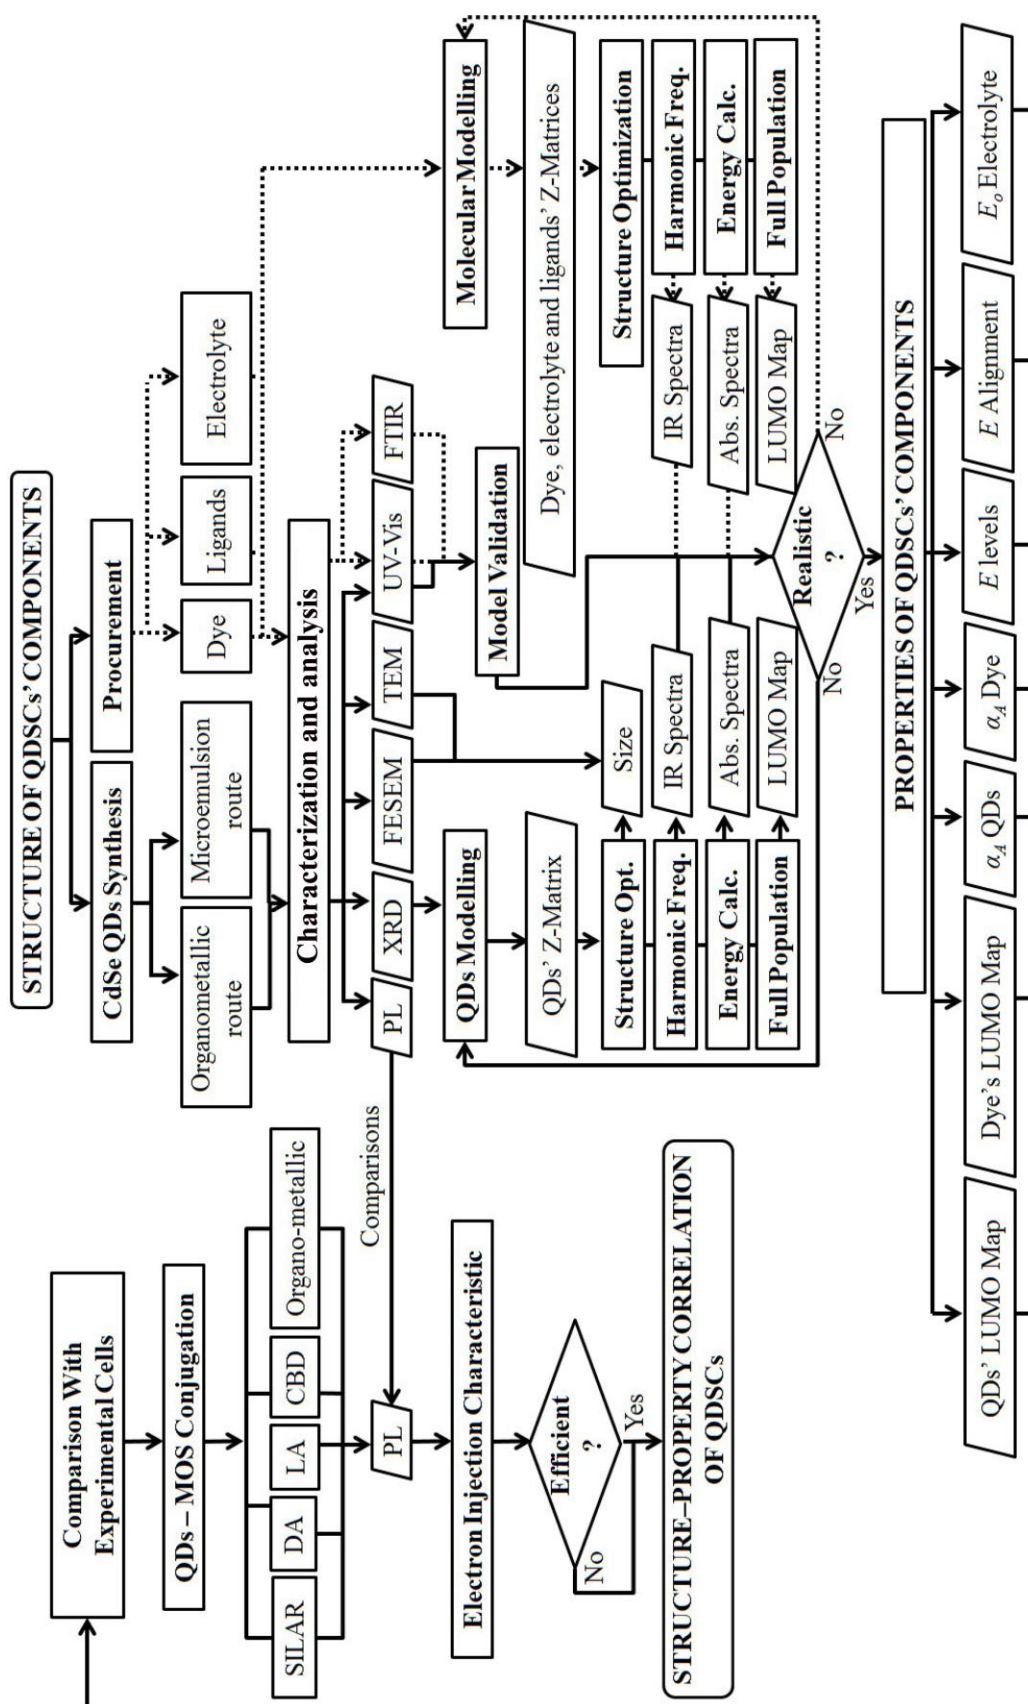 STRUCTURE OF QDSCs' COMPONENTS
CdSe QDs Synthesis
Procurement
Organometallic
route
Microemulsion
route
Dye
Ligands
Electrolyte
Characterization and analysis
PL
XRD
FESEM
TEM
UV-Vis
FTIR
QDs Modelling
Model Validation
Molecular Modelling
QDs' Z-Matrix
Dye, electrolyte and ligands' Z-Matrices
Structure Opt.
Size
Structure Optimization
Harmonic Freq.
IR Spectra
IR Spectra
Harmonic Freq.
Energy Calc.
Abs. Spectra
Abs. Spectra
Energy Calc.
Full Population
LUMO Map
LUMO Map
Full Population
Realistic
?
No
No
Yes
PROPERTIES OF QDSCs' COMPONENTS
QDs' LUMO Map
Dye's LUMO Map
αA QDs
αA Dye
E levels
E Alignment
Eo Electrolyte
Comparison With
Experimental Cells
QDs – MOS Conjugation
SILAR
DA
LA
CBD
Organo-metallic
Comparisons
PL
Electron Injection Characteristic
Efficient
?
No
Yes
STRUCTURE–PROPERTY CORRELATION
OF QDSCs